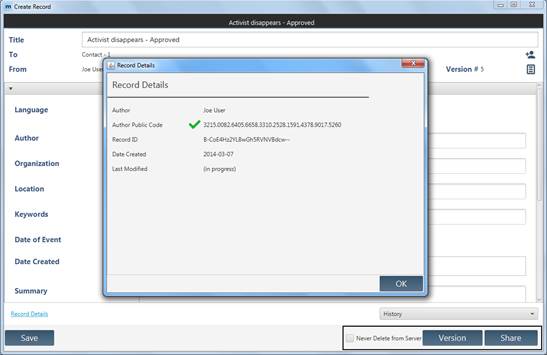 m Create Record
Activist disappears - Approved
Title Activist disappears - Approved
To Contact - 1
From Joe User Version # 5
Record Details
Record Details
Language
Author Joe User
Author Public Code 3215.0082.6405.6658.3310.2528.1591.4378.9017.5260
Author
Record ID B-CoE4Hz2YLBwGh5RVNVBdcw--
Organization
Date Created 2014-03-07
Last Modified (in progress)
Location
Keywords
Date of Event
Date Created
OK
Summary
Record Details History
Save Never Delete from Server Version Share